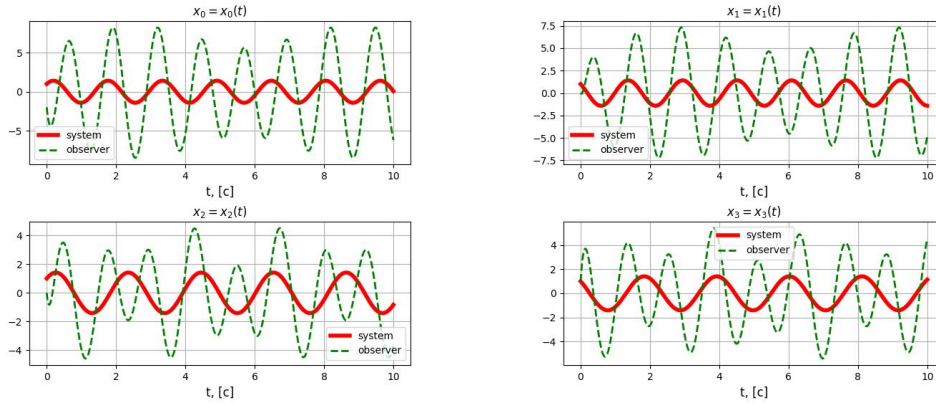 x₀ = x₀(t)
5
0
−5
system
observer
0 2 4 6 8 10
t, [c]
x₁ = x₁(t)
7.5
5.0
2.5
0.0
−2.5
−5.0
−7.5
system
observer
0 2 4 6 8 10
t, [c]
x₂ = x₂(t)
4
2
0
−2
−4
system
observer
0 2 4 6 8 10
t, [c]
x₃ = x₃(t)
4
2
0
−2
−4
system
observer
0 2 4 6 8 10
t, [c]